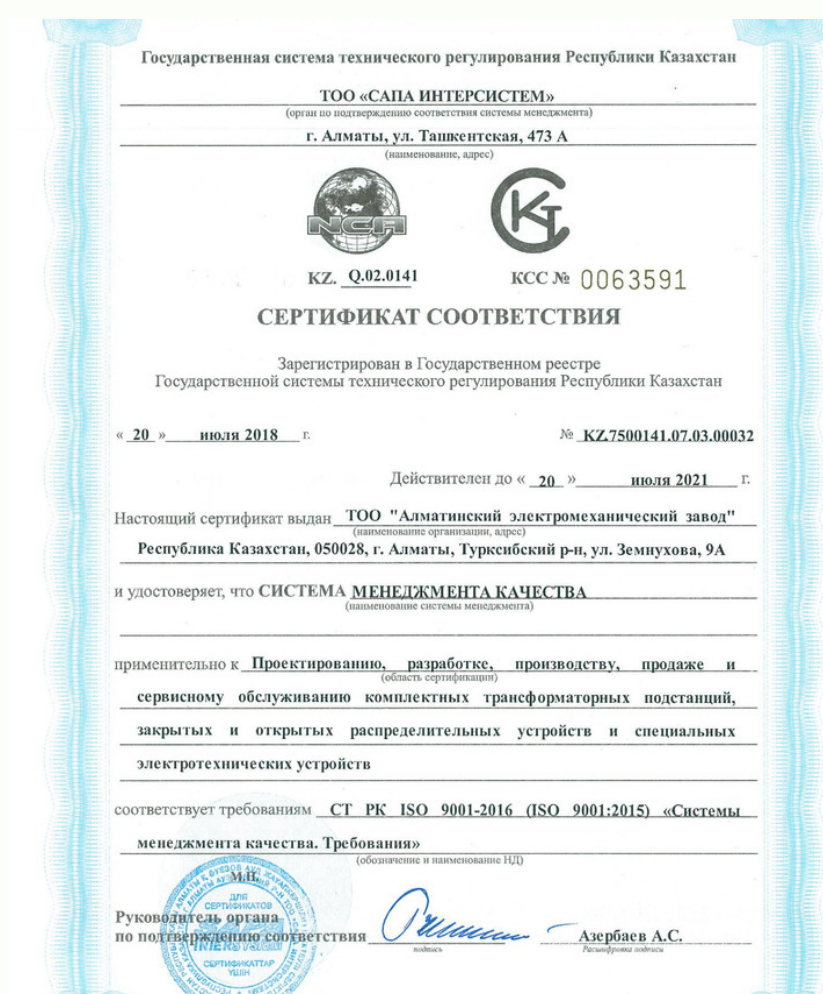 Государственная система технического регулирования Республики Казахстан
ТОО «САПА ИНТЕРСИСТЕМ»
(орган по подтверждению соответствия системы менеджмента)
г. Алматы, ул. Ташкентская, 473 А
(наименование, адрес)
NCA
КТ
KZ. Q.02.0141 КСС № 0063591
СЕРТИФИКАТ СООТВЕТСТВИЯ
Зарегистрирован в Государственном реестре
Государственной системы технического регулирования Республики Казахстан
« 20 » июля 2018 г. № KZ.7500141.07.03.00032
Действителен до « 20 » июля 2021 г.
Настоящий сертификат выдан ТОО "Алматинский электромеханический завод"
(наименование организации, адрес)
Республика Казахстан, 050028, г. Алматы, Турксибский р-н, ул. Земнухова, 9А
и удостоверяет, что СИСТЕМА МЕНЕДЖМЕНТА КАЧЕСТВА
(наименование системы менеджмента)
применительно к Проектированию, разработке, производству, продаже и
(область сертификации)
сервисному обслуживанию комплектных трансформаторных подстанций,
закрытых и открытых распределительных устройств и специальных
электротехнических устройств
соответствует требованиям СТ РК ISO 9001-2016 (ISO 9001:2015) «Системы
менеджмента качества. Требования»
(обозначение и наименование НД)
М.П.
ДЛЯ
СЕРТИФИКАТОВ
Руководитель органа
по подтверждению соответствия Азербаев А.С.
подпись Расшифровка подписи
СЕРТИФИКАТТАР
ҮШІН